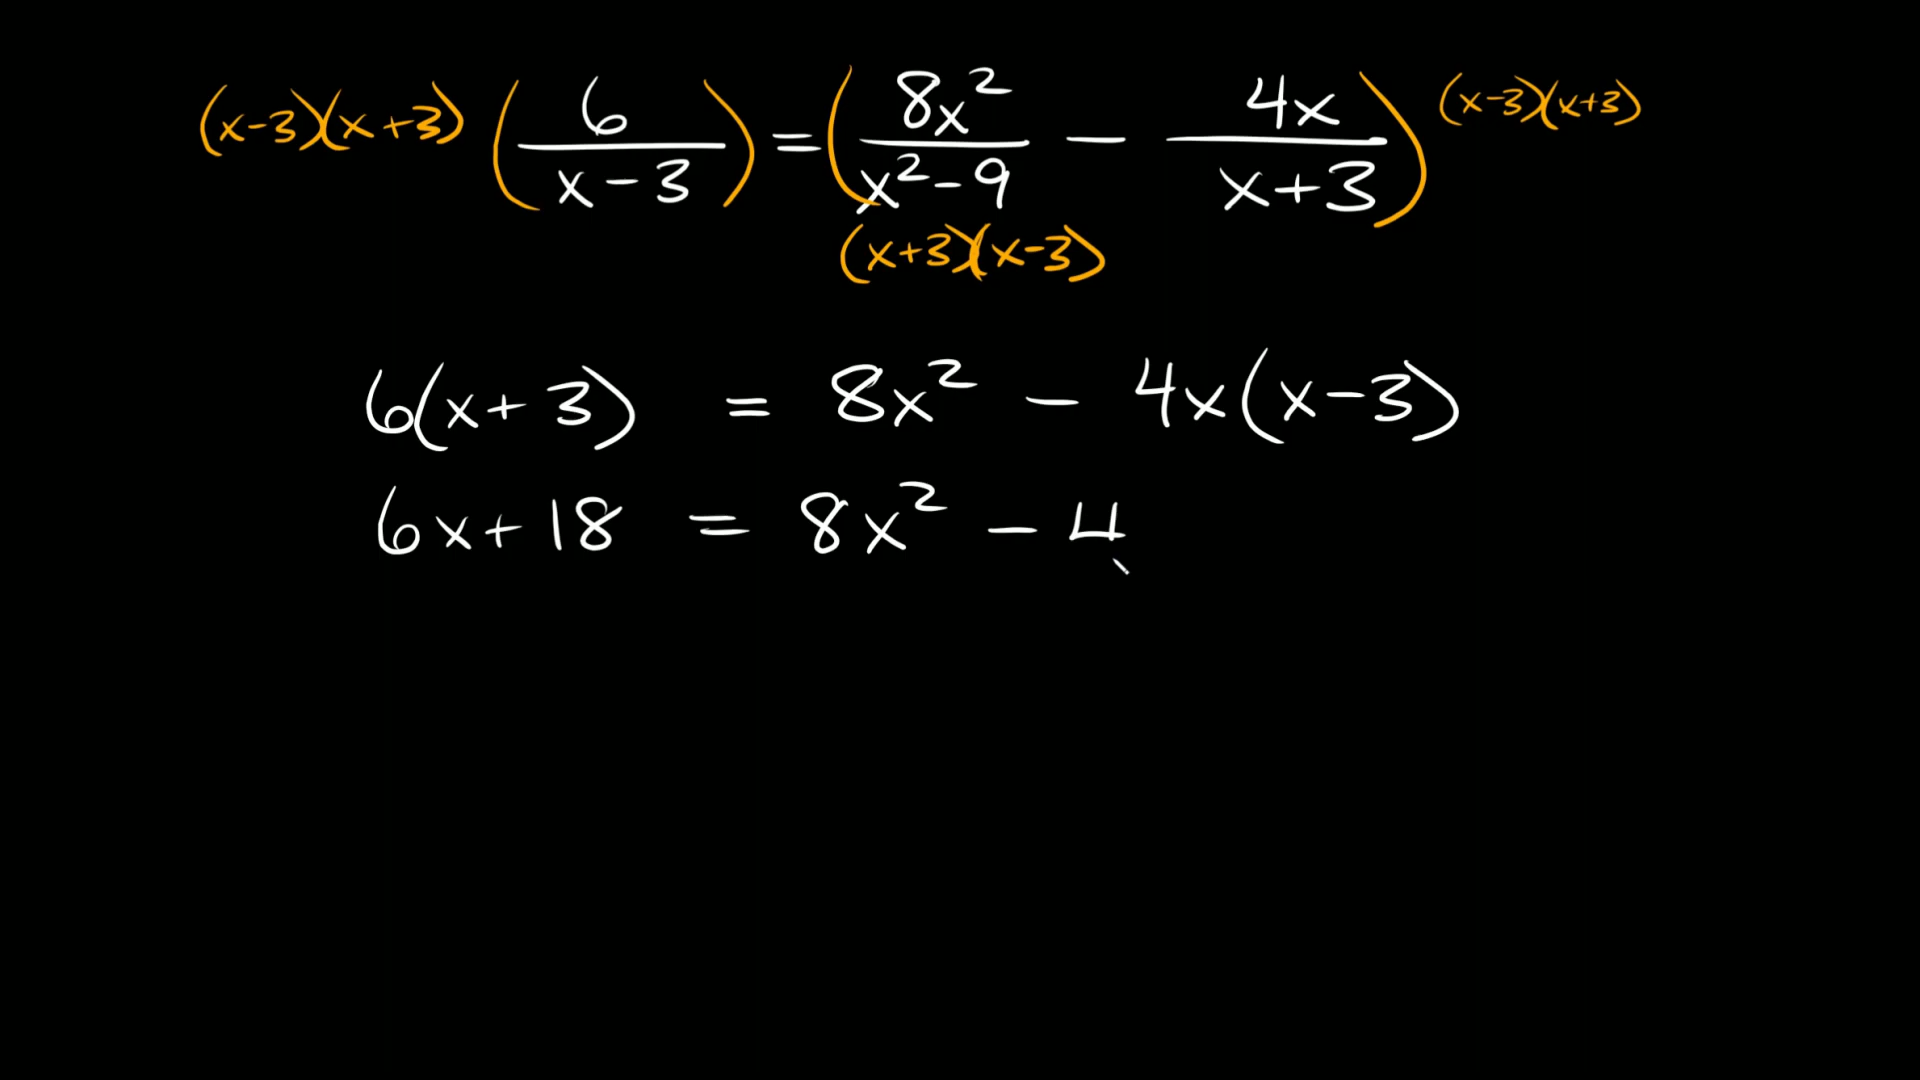 (x-3)(x+3) (6/(x-3)) = (8x²/(x²-9) - 4x/(x+3)) (x-3)(x+3)
(x+3)(x-3)
6(x+3) = 8x² - 4x(x-3)
6x+18 = 8x² - 4